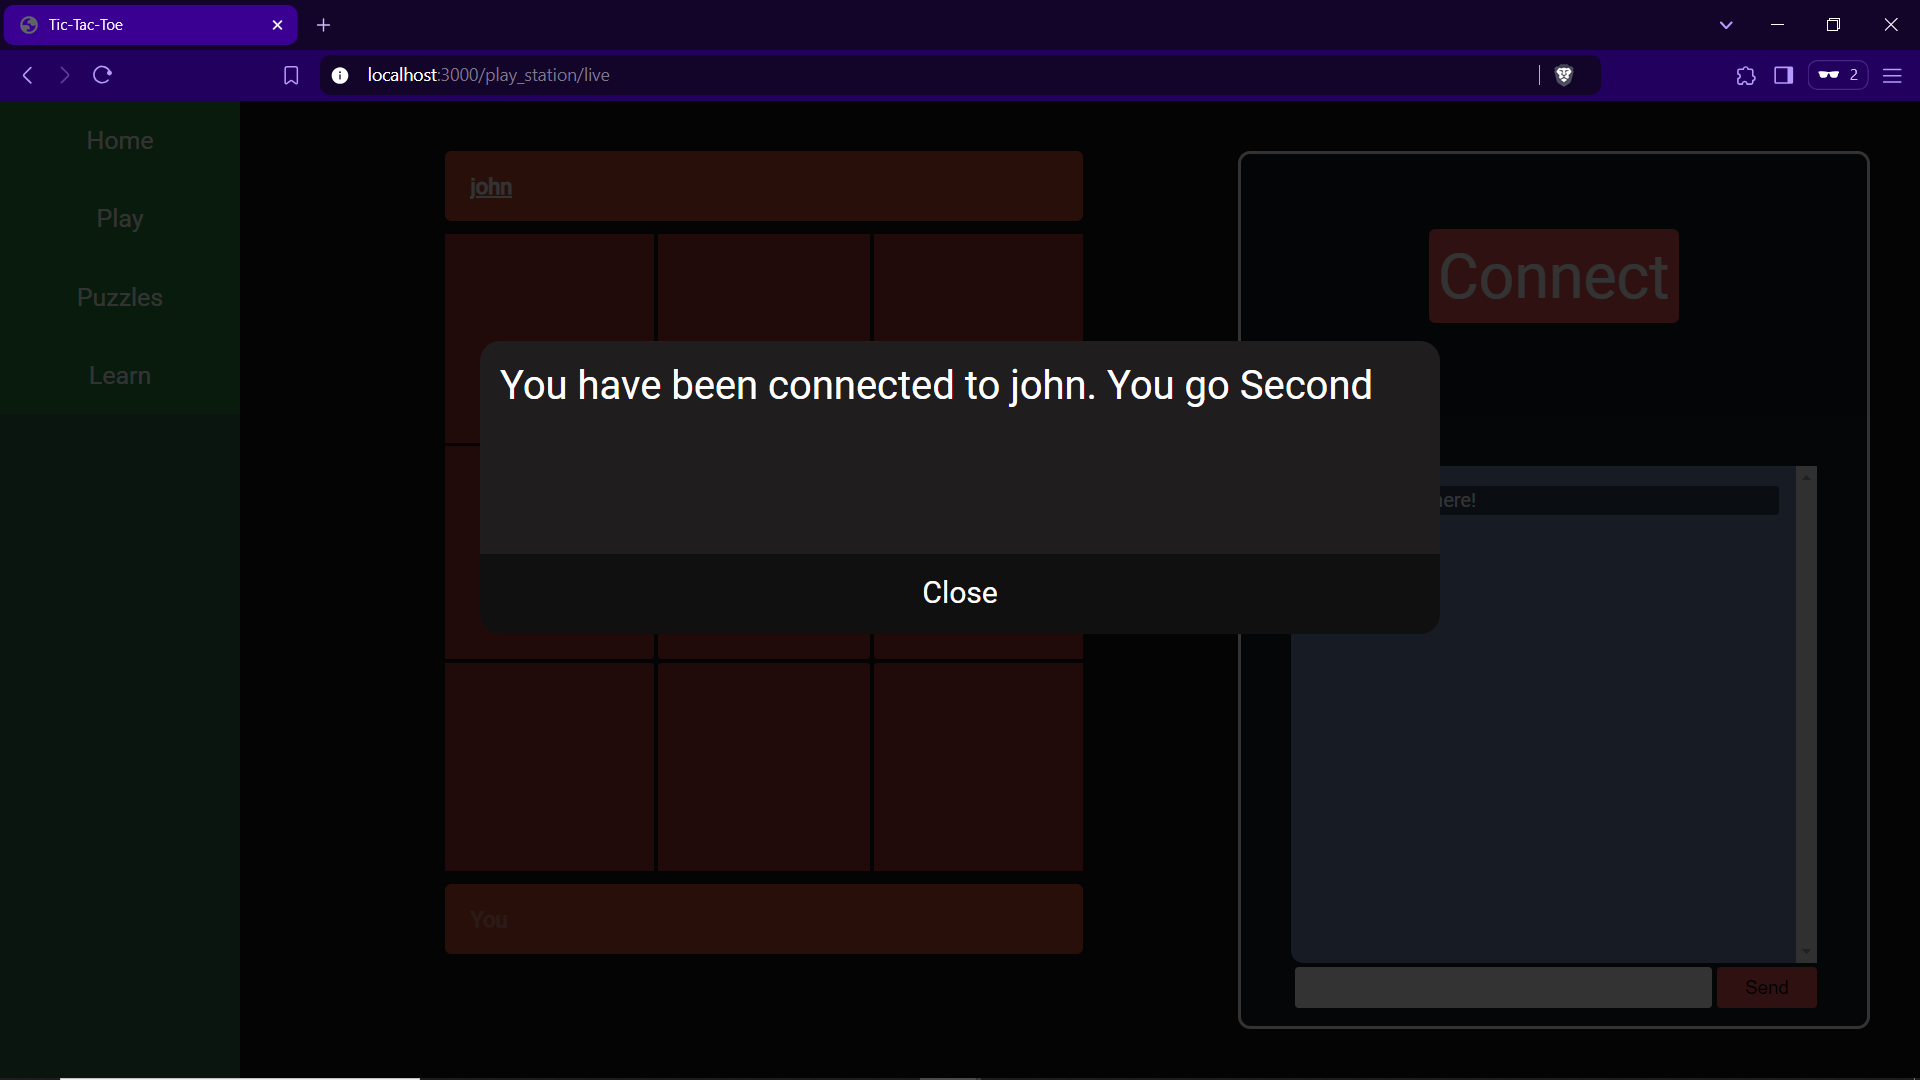 Tic-Tac-Toe
localhost:3000/play_station/live
2
Home
Play
Puzzles
Learn
john
Connect
You have been connected to john. You go Second
Close
You
Send